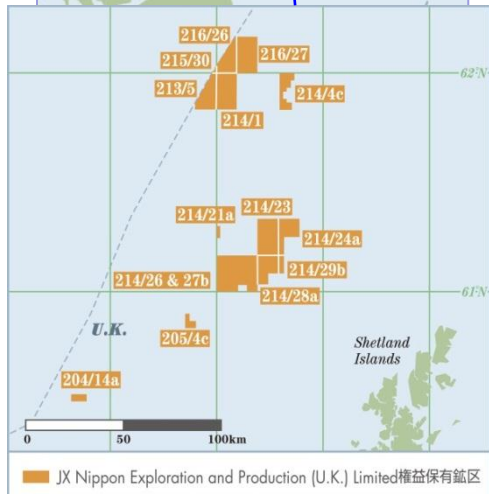 216/26
215/30
216/27
62°N
213/5
214/4c
214/1
214/21a
214/23
214/24a
214/26 & 27b
214/29b
214/28a
61°N
U.K.
205/4c
Shetland
Islands
204/14a
0 50 100km
JX Nippon Exploration and Production (U.K.) Limited権益保有鉱区